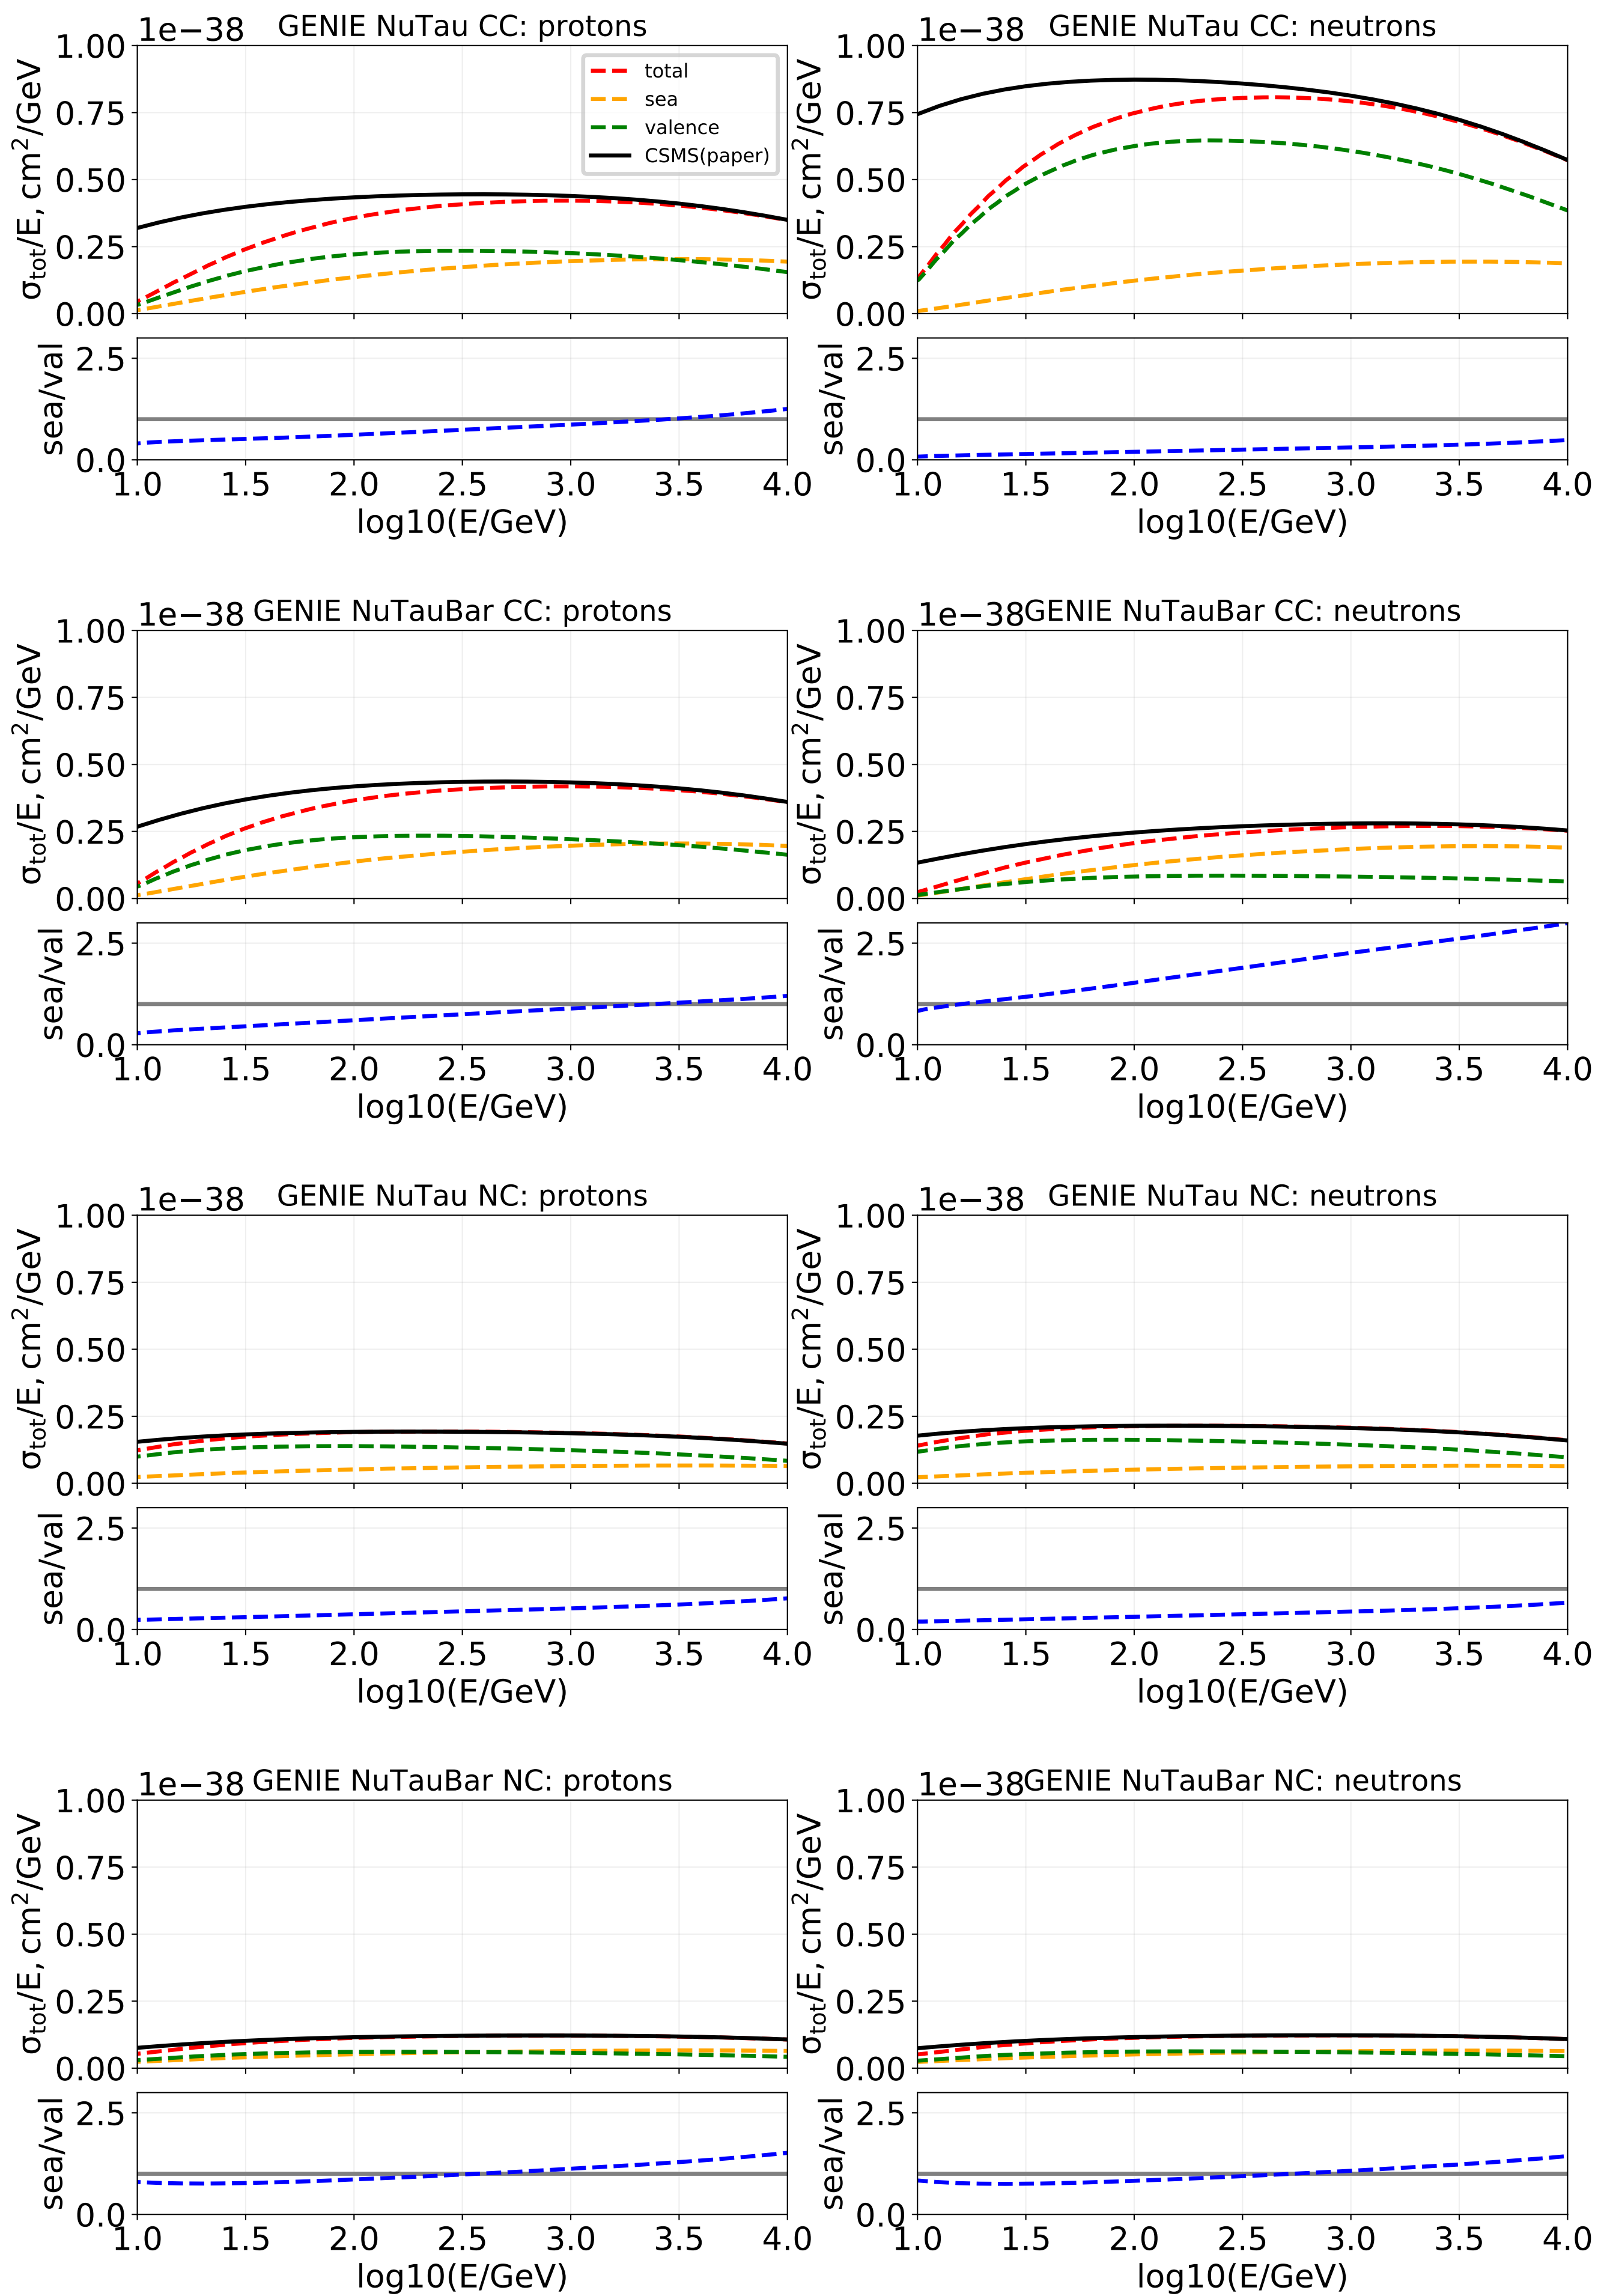 1e−38 GENIE NuTau CC: protons
1.00
0.75
0.50
0.25
0.00
σtot/E, cm²/GeV
total
sea
valence
CSMS(paper)
2.5
0.0
sea/val
1.0 1.5 2.0 2.5 3.0 3.5 4.0
log10(E/GeV)
1e−38 GENIE NuTau CC: neutrons
1.00
0.75
0.50
0.25
0.00
σtot/E, cm²/GeV
2.5
0.0
sea/val
1.0 1.5 2.0 2.5 3.0 3.5 4.0
log10(E/GeV)
1e−38 GENIE NuTauBar CC: protons
1.00
0.75
0.50
0.25
0.00
σtot/E, cm²/GeV
2.5
0.0
sea/val
1.0 1.5 2.0 2.5 3.0 3.5 4.0
log10(E/GeV)
1e−38 GENIE NuTauBar CC: neutrons
1.00
0.75
0.50
0.25
0.00
σtot/E, cm²/GeV
2.5
0.0
sea/val
1.0 1.5 2.0 2.5 3.0 3.5 4.0
log10(E/GeV)
1e−38 GENIE NuTau NC: protons
1.00
0.75
0.50
0.25
0.00
σtot/E, cm²/GeV
2.5
0.0
sea/val
1.0 1.5 2.0 2.5 3.0 3.5 4.0
log10(E/GeV)
1e−38 GENIE NuTau NC: neutrons
1.00
0.75
0.50
0.25
0.00
σtot/E, cm²/GeV
2.5
0.0
sea/val
1.0 1.5 2.0 2.5 3.0 3.5 4.0
log10(E/GeV)
1e−38 GENIE NuTauBar NC: protons
1.00
0.75
0.50
0.25
0.00
σtot/E, cm²/GeV
2.5
0.0
sea/val
1.0 1.5 2.0 2.5 3.0 3.5 4.0
log10(E/GeV)
1e−38 GENIE NuTauBar NC: neutrons
1.00
0.75
0.50
0.25
0.00
σtot/E, cm²/GeV
2.5
0.0
sea/val
1.0 1.5 2.0 2.5 3.0 3.5 4.0
log10(E/GeV)